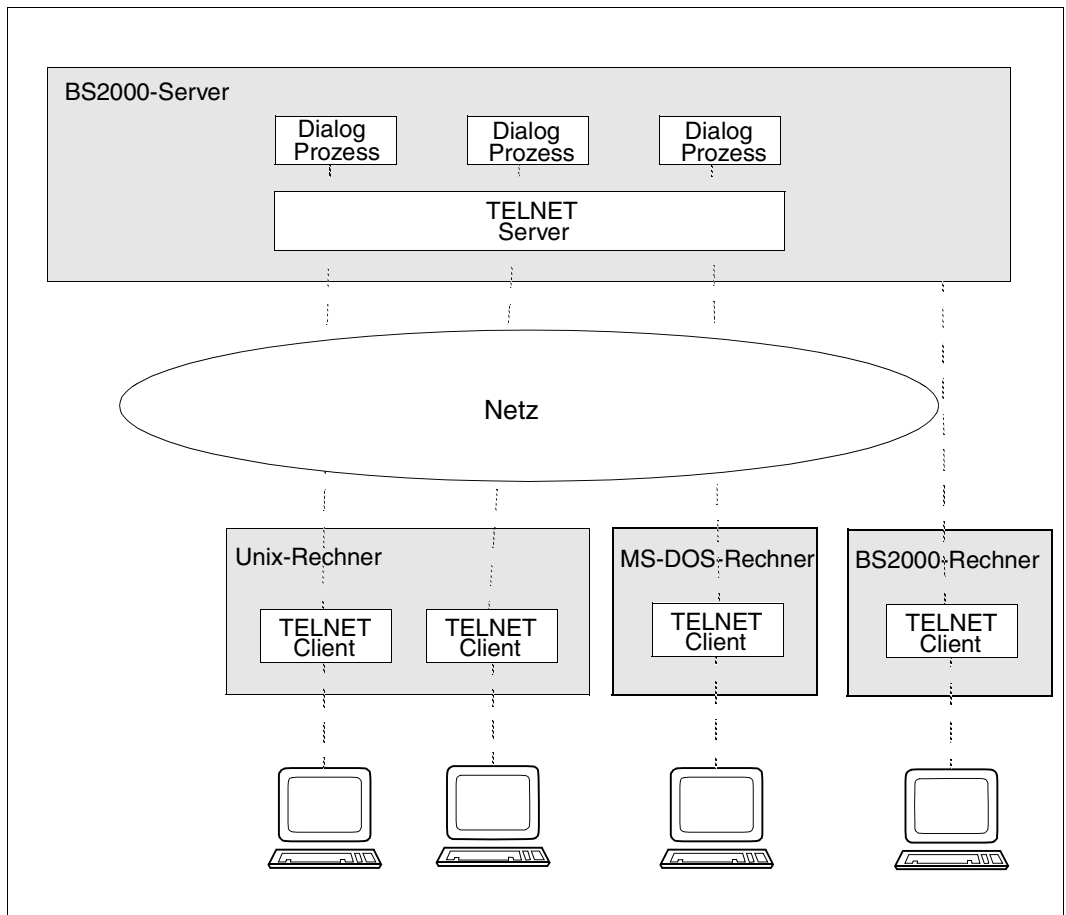 BS2000-Server
Dialog
Prozess
Dialog
Prozess
Dialog
Prozess
TELNET
Server
Netz
Unix-Rechner
MS-DOS-Rechner
BS2000-Rechner
TELNET
Client
TELNET
Client
TELNET
Client
TELNET
Client